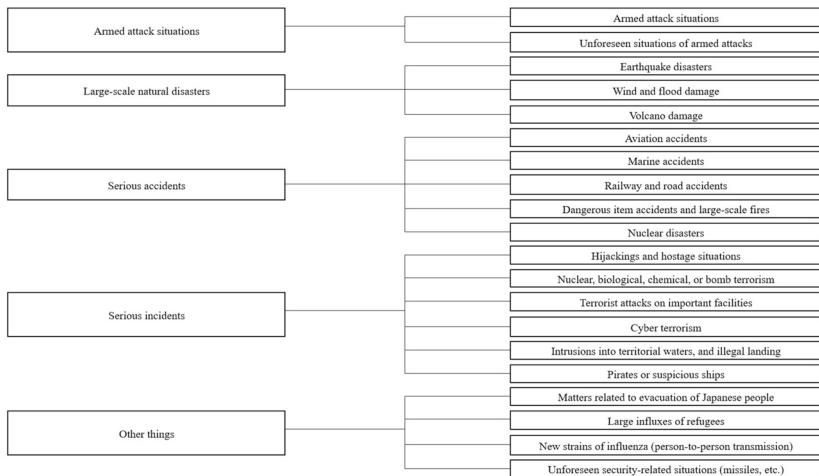 Armed attack situations
Armed attack situations
Unforeseen situations of armed attacks
Large-scale natural disasters
Earthquake disasters
Wind and flood damage
Volcano damage
Serious accidents
Aviation accidents
Marine accidents
Railway and road accidents
Dangerous item accidents and large-scale fires
Nuclear disasters
Serious incidents
Hijackings and hostage situations
Nuclear, biological, chemical, or bomb terrorism
Terrorist attacks on important facilities
Cyber terrorism
Intrusions into territorial waters, and illegal landing
Pirates or suspicious ships
Other things
Matters related to evacuation of Japanese people
Large influxes of refugees
New strains of influenza (person-to-person transmission)
Unforeseen security-related situations (missiles, etc.)